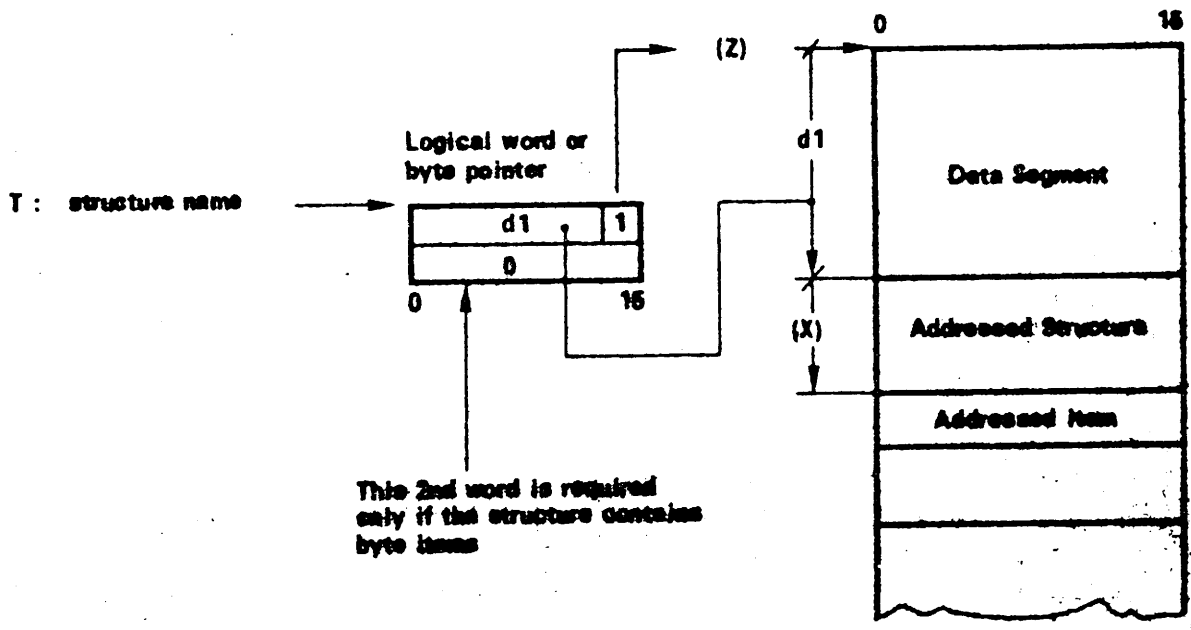 0 15
(Z)
Logical word or
byte pointer
d1
T : structure name
Data Segment
d1 1
0
0 15
(X)
Addressed Structure
Addressed Item
This 2nd word is required
only if the structure contains
byte items